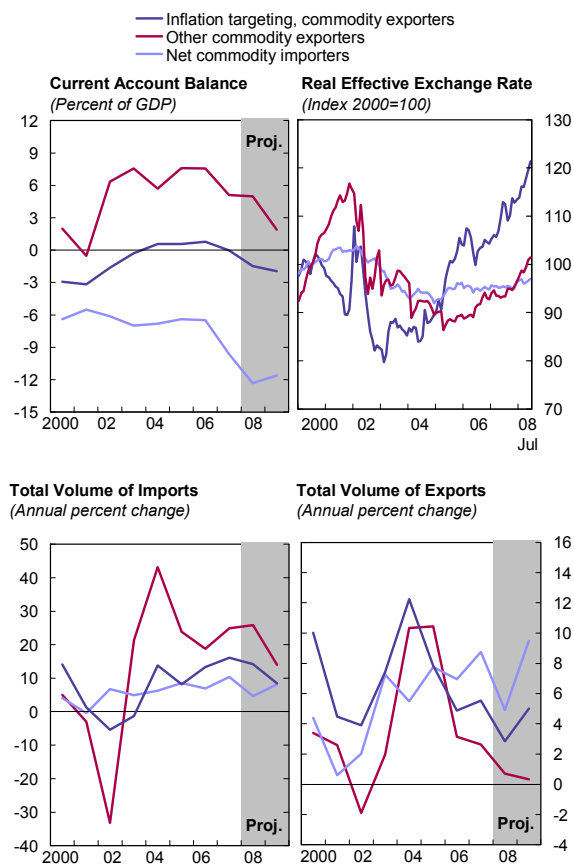 Inflation targeting, commodity exporters
Other commodity exporters
Net commodity importers
Current Account Balance
(Percent of GDP)
12
9
6
3
0
-3
-6
-9
-12
-15
Proj.
2000 02 04 06 08
Real Effective Exchange Rate
(Index 2000=100)
130
120
110
100
90
80
70
2000 02 04 06 08
Jul
Total Volume of Imports
(Annual percent change)
50
40
30
20
10
0
-10
-20
-30
-40
Proj.
2000 02 04 06 08
Total Volume of Exports
(Annual percent change)
16
14
12
10
8
6
4
2
0
-2
-4
Proj.
2000 02 04 06 08